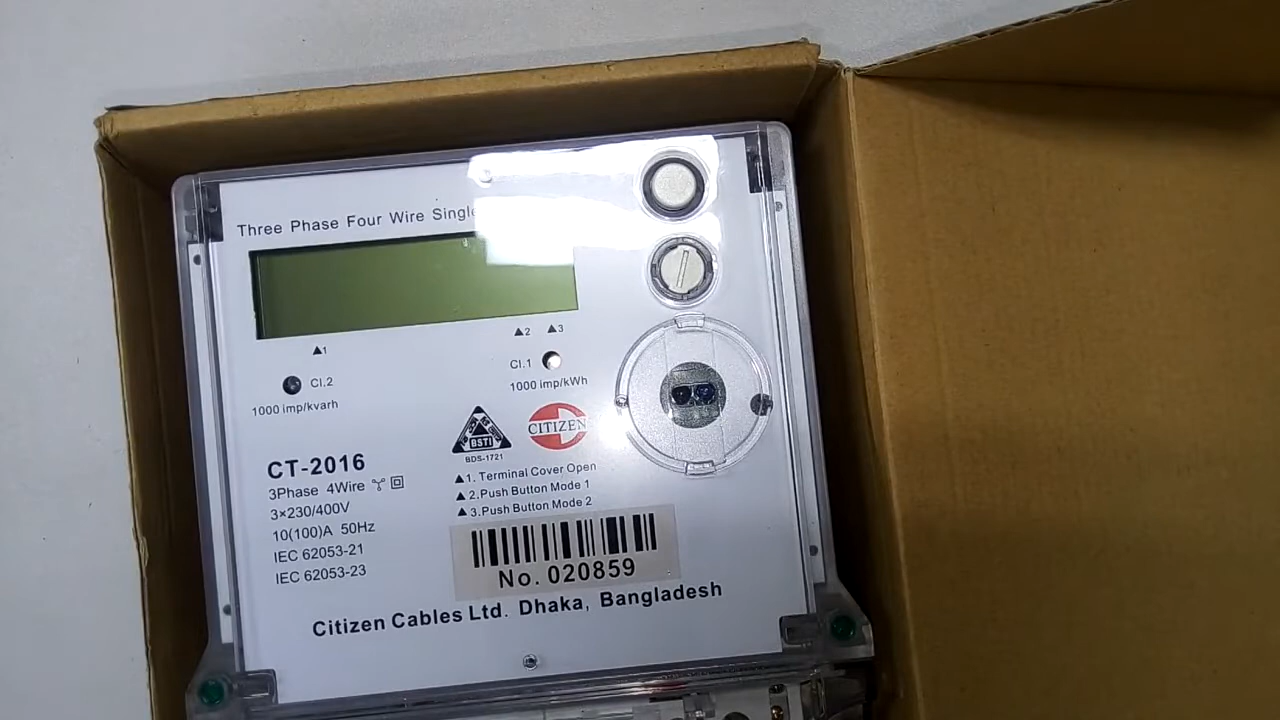 Three Phase Four Wire
▲1
▲2 ▲3
Cl.2
1000 imp/kvarh
Cl.1
1000 imp/kWh
BSTI
BDS-1721
CITIZEN
CT-2016
3Phase 4Wire
3×230/400V
10(100)A 50Hz
IEC 62053-21
IEC 62053-23
▲1. Terminal Cover Open
▲2.Push Button Mode 1
▲3.Push Button Mode 2
No. 020859
Citizen Cables Ltd. Dhaka, Bangladesh